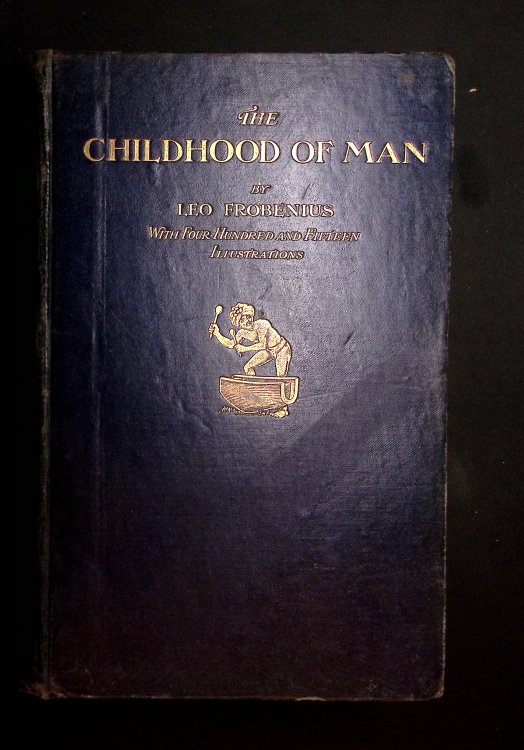 THE
CHILDHOOD OF MAN
BY
LEO FROBENIUS
WITH FOUR HUNDRED AND FIFTEEN
ILLUSTRATIONS